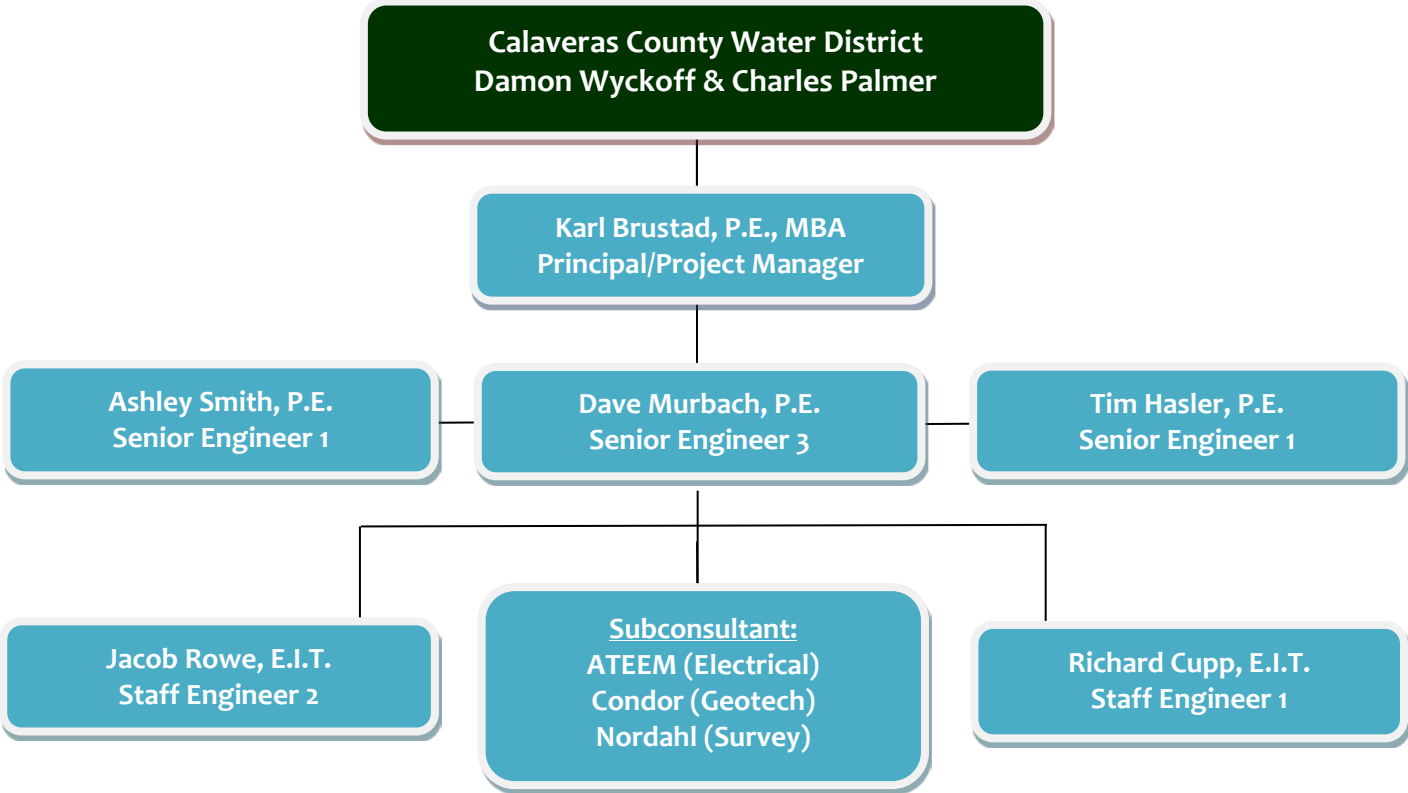 Calaveras County Water District
Damon Wyckoff & Charles Palmer
Karl Brustad, P.E., MBA
Principal/Project Manager
Ashley Smith, P.E.
Senior Engineer 1
Dave Murbach, P.E.
Senior Engineer 3
Tim Hasler, P.E.
Senior Engineer 1
Jacob Rowe, E.I.T.
Staff Engineer 2
Subconsultant:
ATEEM (Electrical)
Condor (Geotech)
Nordahl (Survey)
Richard Cupp, E.I.T.
Staff Engineer 1